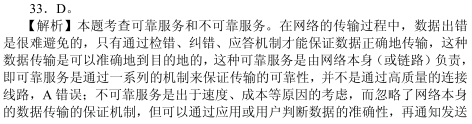 33．D。
【解析】本题考查可靠服务和不可靠服务。在网络的传输过程中，数据出错
是很难避免的，只有通过检错、纠错、应答机制才能保证数据正确地传输，这种
数据传输是可以准确地到目的地的，这种可靠服务是由网络本身（或链路）负责，
即可靠服务是通过一系列的机制来保证传输的可靠性，并不是通过高质量的连接
线路，A 错误；不可靠服务是出于速度、成本等原因的考虑，而忽略了网络本身
的数据传输的保证机制，但可以通过应用或用户判断数据的准确性，再通知发送